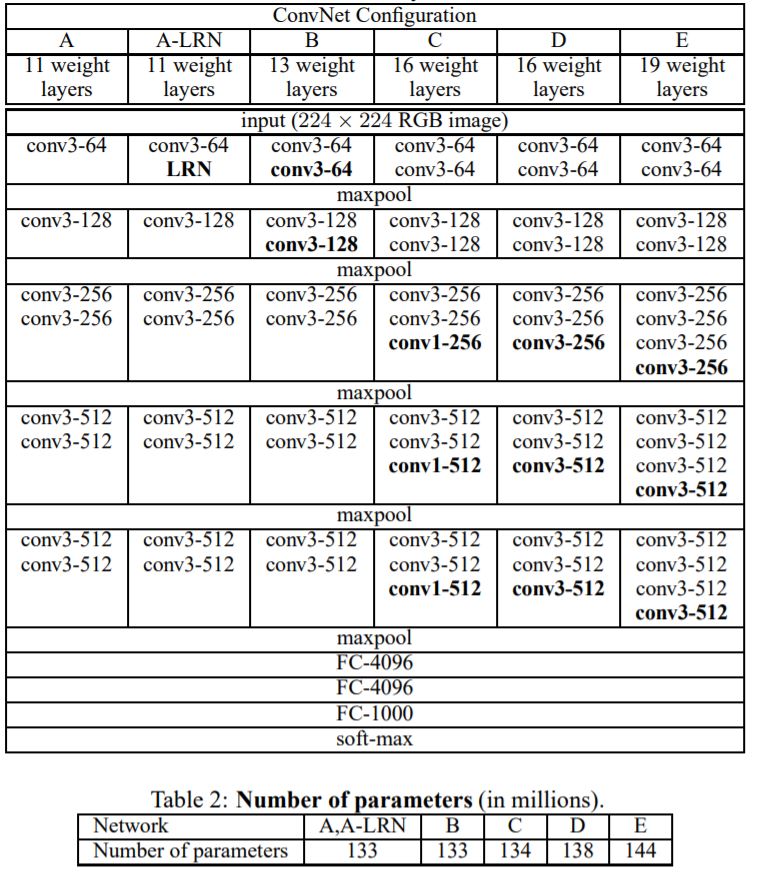 ConvNet Configuration
A A-LRN B C D E
11 weight 11 weight 13 weight 16 weight 16 weight 19 weight
layers layers layers layers layers layers
input (224 × 224 RGB image)
conv3-64 conv3-64 conv3-64 conv3-64 conv3-64 conv3-64
LRN conv3-64 conv3-64 conv3-64 conv3-64
maxpool
conv3-128 conv3-128 conv3-128 conv3-128 conv3-128 conv3-128
conv3-128 conv3-128 conv3-128 conv3-128
maxpool
conv3-256 conv3-256 conv3-256 conv3-256 conv3-256 conv3-256
conv3-256 conv3-256 conv3-256 conv3-256 conv3-256 conv3-256
conv1-256 conv3-256 conv3-256
conv3-256
maxpool
conv3-512 conv3-512 conv3-512 conv3-512 conv3-512 conv3-512
conv3-512 conv3-512 conv3-512 conv3-512 conv3-512 conv3-512
conv1-512 conv3-512 conv3-512
conv3-512
maxpool
conv3-512 conv3-512 conv3-512 conv3-512 conv3-512 conv3-512
conv3-512 conv3-512 conv3-512 conv3-512 conv3-512 conv3-512
conv1-512 conv3-512 conv3-512
conv3-512
maxpool
FC-4096
FC-4096
FC-1000
soft-max
Table 2: Number of parameters (in millions).
Network A,A-LRN B C D E
Number of parameters 133 133 134 138 144